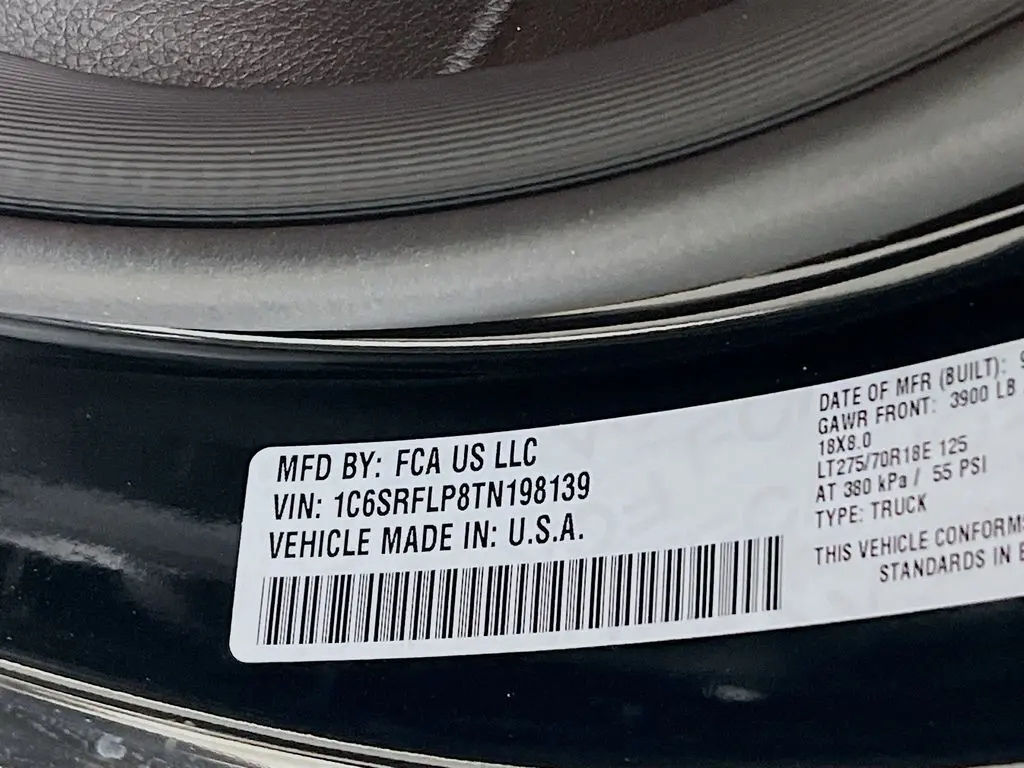 MFD BY: FCA US LLC
VIN: 1C6SRFLP8TN198139
VEHICLE MADE IN: U.S.A.
DATE OF MFR (BUILT): 9
GAWR FRONT: 3900 LB
18X8.0
LT275/70R18E 125
AT 380 kPa / 55 PSI
TYPE: TRUCK
THIS VEHICLE CONFORMS
STANDARDS IN E